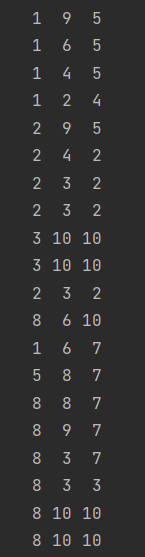 1 9 5
1 6 5
1 4 5
1 2 4
2 9 5
2 4 2
2 3 2
2 3 2
3 10 10
3 10 10
2 3 2
8 6 10
1 6 7
5 8 7
8 8 7
8 9 7
8 3 7
8 3 3
8 10 10
8 10 10